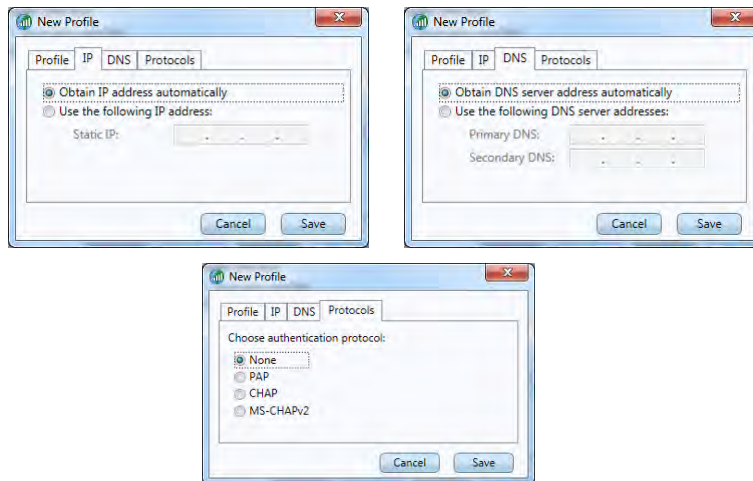 New Profile
Profile IP DNS Protocols
Obtain IP address automatically
Use the following IP address:
Static IP: . . .
Cancel Save
New Profile
Profile IP DNS Protocols
Obtain DNS server address automatically
Use the following DNS server addresses:
Primary DNS: . . .
Secondary DNS: . . .
Cancel Save
New Profile
Profile IP DNS Protocols
Choose authentication protocol:
None
PAP
CHAP
MS-CHAPv2
Cancel Save